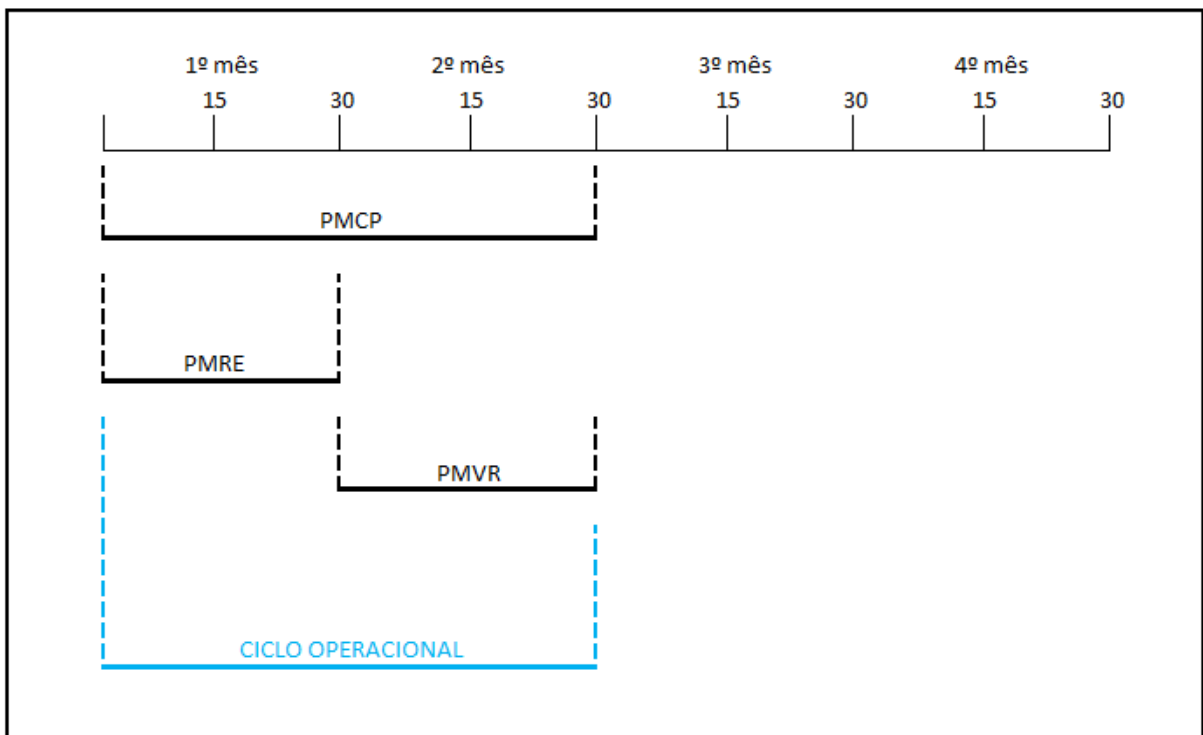 1º mês 2º mês 3º mês 4º mês
15 30 15 30 15 30 15 30
PMCP
PMRE
PMVR
CICLO OPERACIONAL